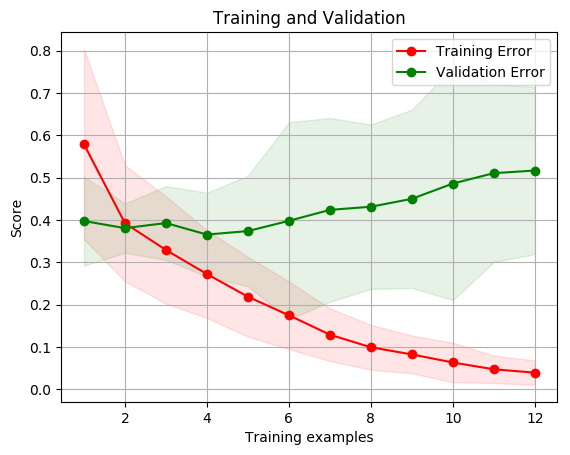 Training and Validation
Training Error
Validation Error
Score
0.8
0.7
0.6
0.5
0.4
0.3
0.2
0.1
0.0
2 4 6 8 10 12
Training examples